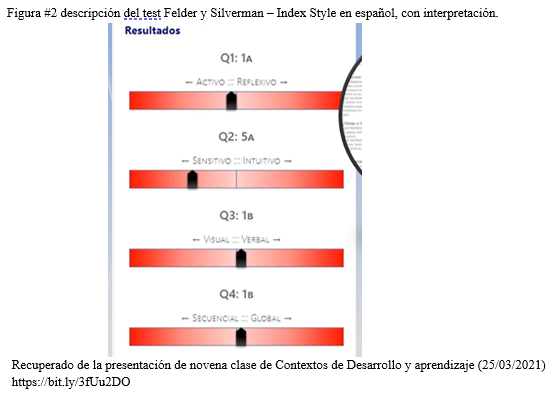 Figura #2 descripción del test Felder y Silverman – Index Style en español, con interpretación.
Resultados
Q1: 1A
← ACTIVO ::: REFLEXIVO →
Q2: 5A
← SENSITIVO ::: INTUITIVO →
Q3: 1B
← VISUAL ::: VERBAL →
Q4: 1B
← SECUENCIAL ::: GLOBAL →
Recuperado de la presentación de novena clase de Contextos de Desarrollo y aprendizaje (25/03/2021)
https://bit.ly/3fUu2DO